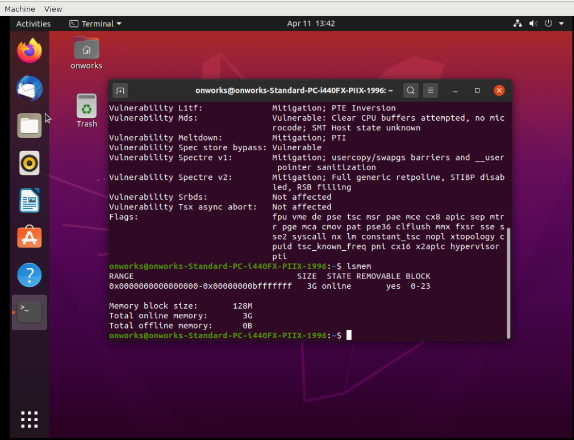 Machine View
Activities Terminal Apr 11 13:42
onworks
Trash
onworks@onworks-Standard-PC-i440FX-PIIX-1996: ~
Vulnerability L1tf: Mitigation; PTE Inversion
Vulnerability Mds: Vulnerable: Clear CPU buffers attempted, no mic
rocode; SMT Host state unknown
Vulnerability Meltdown: Mitigation; PTI
Vulnerability Spec store bypass: Vulnerable
Vulnerability Spectre v1: Mitigation; usercopy/swapgs barriers and __user
pointer sanitization
Vulnerability Spectre v2: Mitigation; Full generic retpoline, STIBP disab
led, RSB filling
Vulnerability Srbds: Not affected
Vulnerability Tsx async abort: Not affected
Flags: fpu vme de pse tsc msr pae mce cx8 apic sep mtr
r pge mca cmov pat pse36 clflush mmx fxsr sse s
se2 syscall nx lm constant_tsc nopl xtopology c
puid tsc_known_freq pni cx16 x2apic hypervisor
pti
onworks@onworks-Standard-PC-i440FX-PIIX-1996:~$ lsmem
RANGE SIZE STATE REMOVABLE BLOCK
0x0000000000000000-0x00000000bfffffff 3G online yes 0-23
Memory block size: 128M
Total online memory: 3G
Total offline memory: 0B
onworks@onworks-Standard-PC-i440FX-PIIX-1996:~$